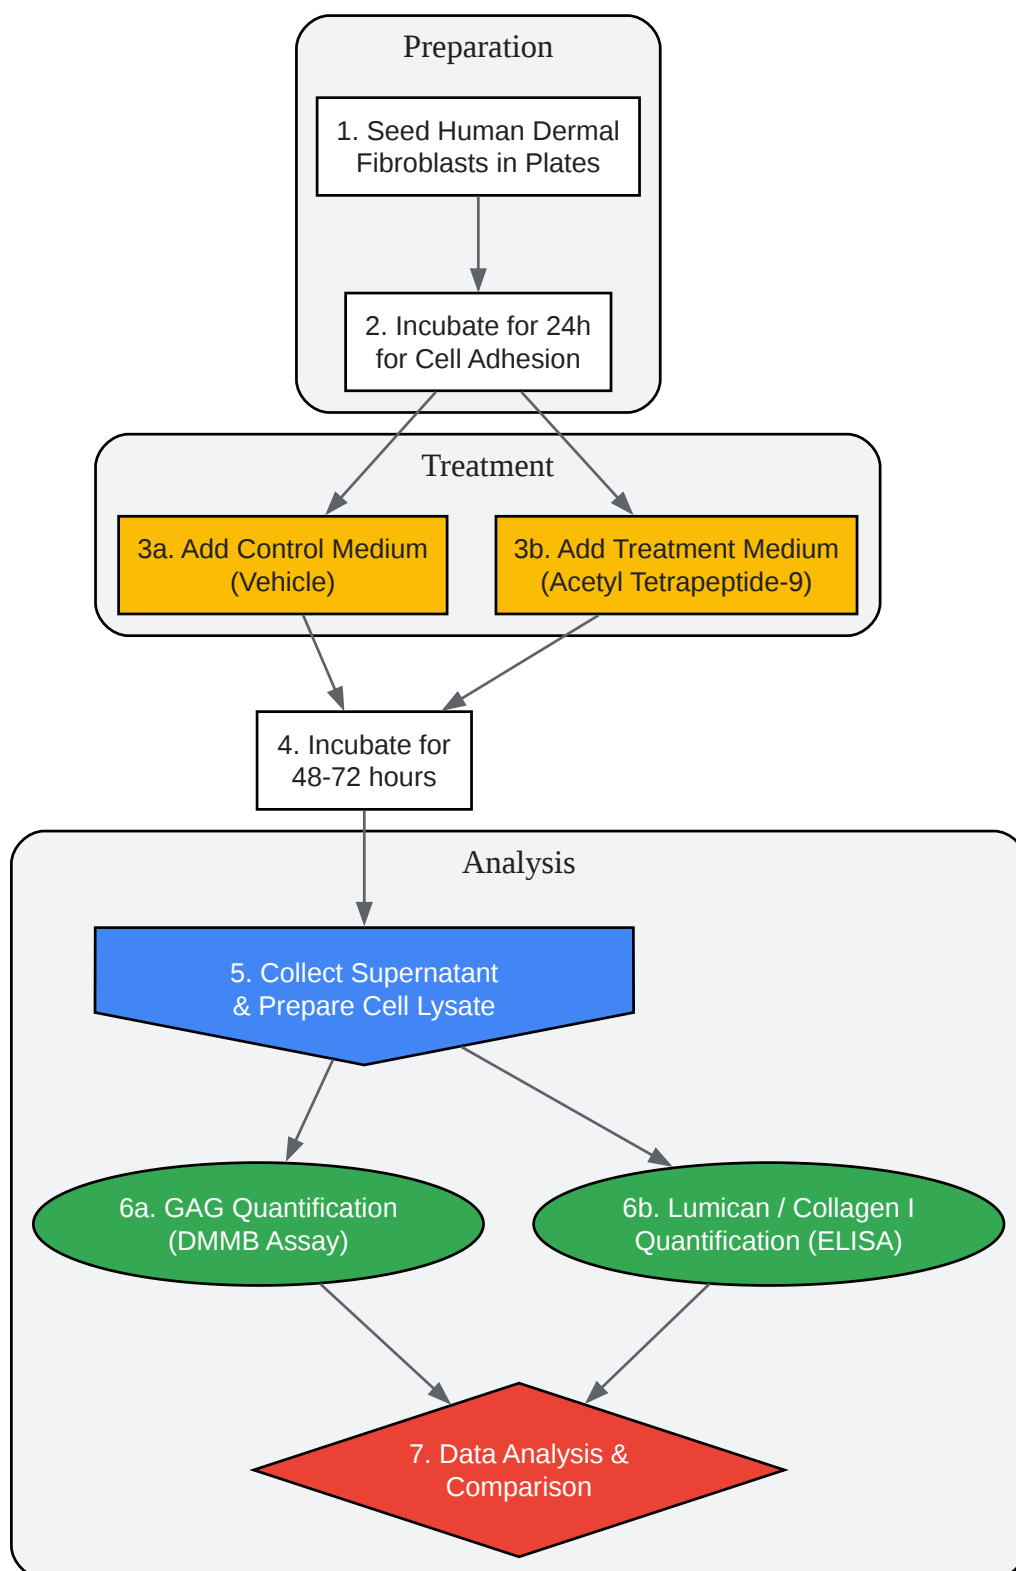 Preparation
1. Seed Human Dermal
Fibroblasts in Plates
2. Incubate for 24h
for Cell Adhesion
Treatment
3a. Add Control Medium
(Vehicle)
3b. Add Treatment Medium
(Acetyl Tetrapeptide-9)
4. Incubate for
48-72 hours
Analysis
5. Collect Supernatant
& Prepare Cell Lysate
6a. GAG Quantification
(DMMB Assay)
6b. Lumican / Collagen I
Quantification (ELISA)
7. Data Analysis &
Comparison